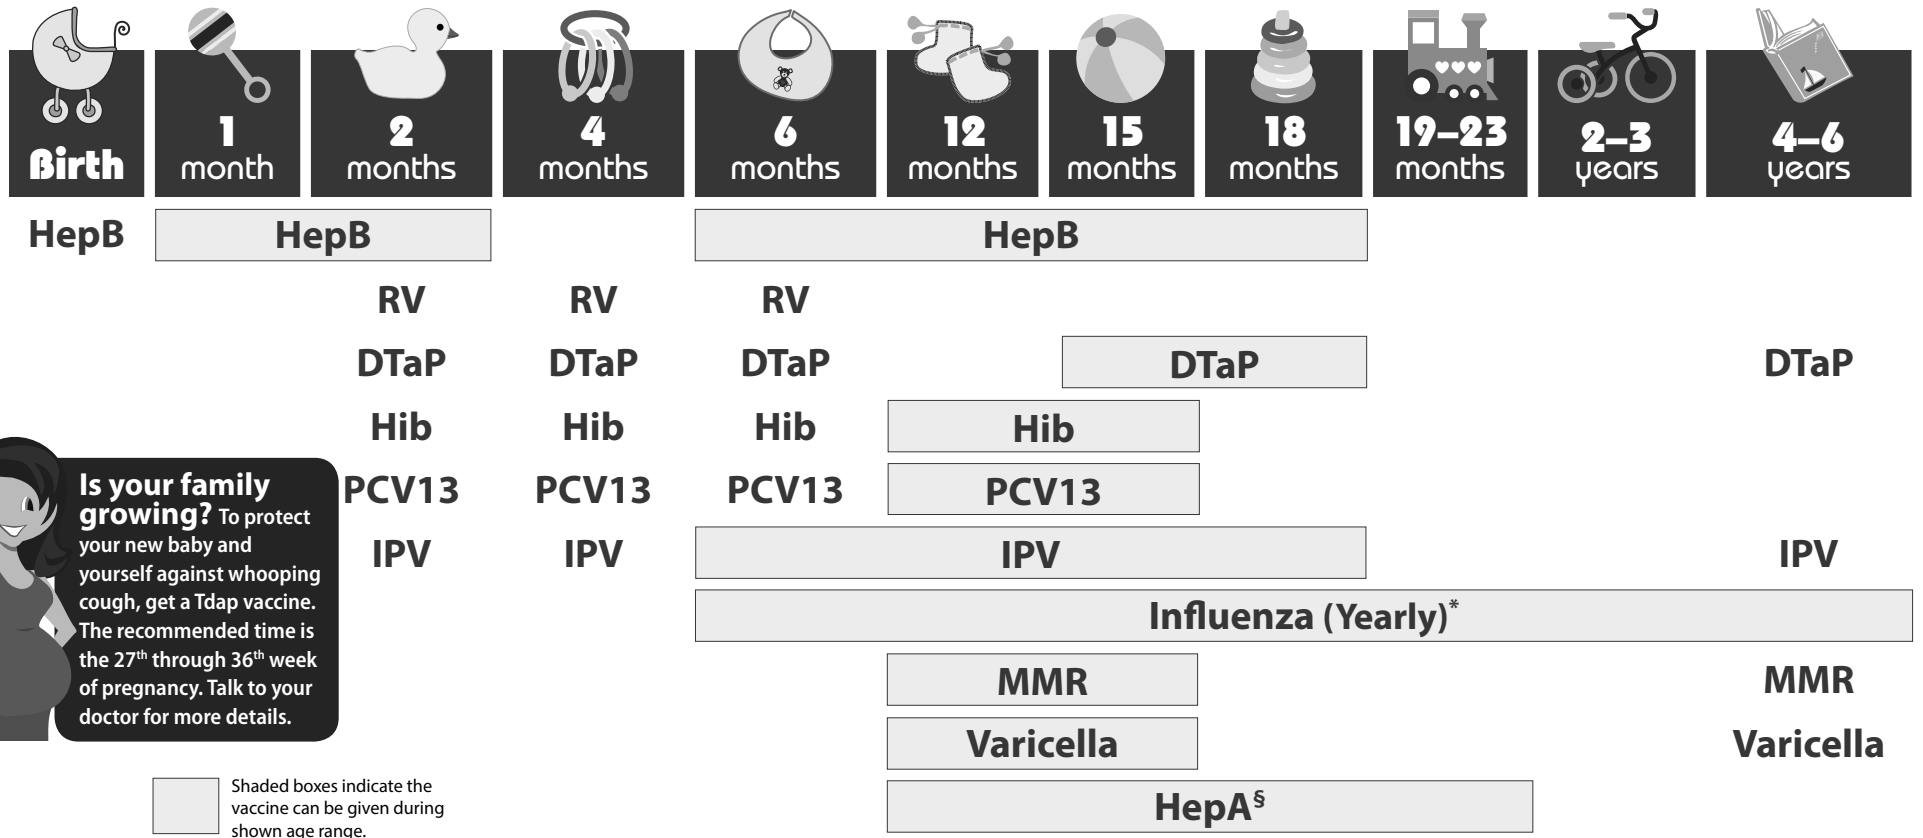 Birth
1
month
2
months
4
months
6
months
12
months
15
months
18
months
19–23
months
2–3
years
4–6
years
HepB HepB HepB
RV RV RV
DTaP DTaP DTaP DTaP DTaP
Hib Hib Hib Hib
PCV13 PCV13 PCV13 PCV13
IPV IPV IPV IPV
Influenza (Yearly)*
MMR MMR
Varicella Varicella
HepA§
Is your family
growing? To protect
your new baby and
yourself against whooping
cough, get a Tdap vaccine.
The recommended time is
the 27th through 36th week
of pregnancy. Talk to your
doctor for more details.
Shaded boxes indicate the
vaccine can be given during
shown age range.